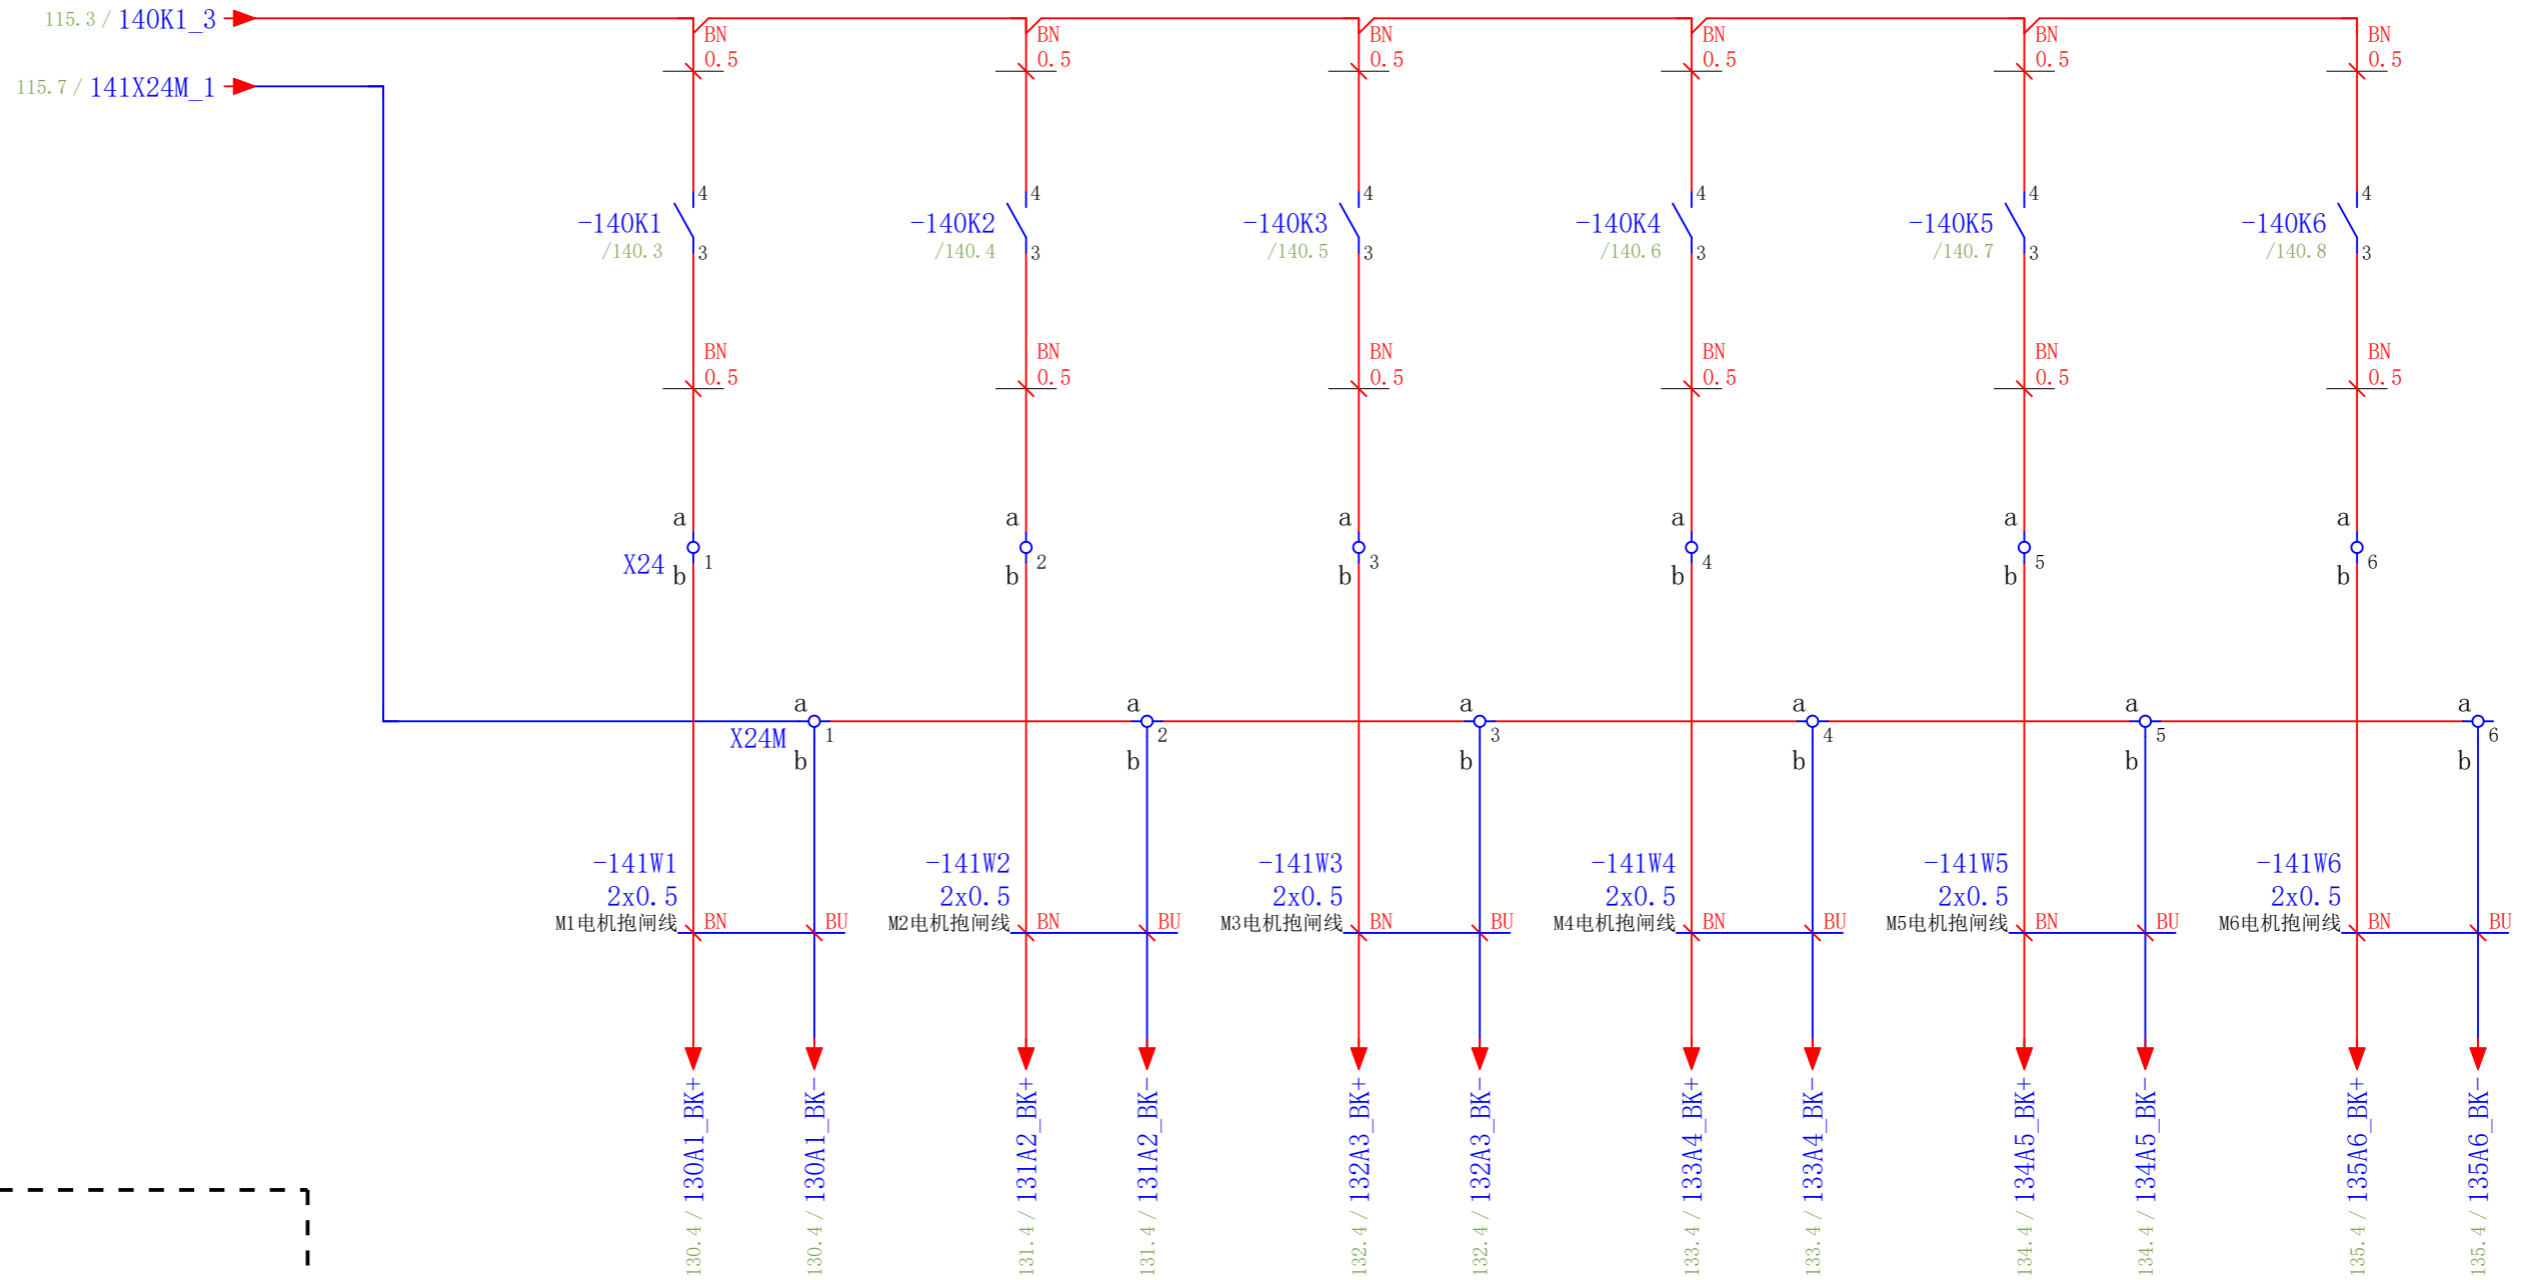 115.3 / 140K1_3
115.7 / 141X24M_1
BN BN BN BN BN BN
0.5 0.5 0.5 0.5 0.5 0.5
4 4 4 4 4 4
-140K1 -140K2 -140K3 -140K4 -140K5 -140K6
/140.3 3 /140.4 3 /140.5 3 /140.6 3 /140.7 3 /140.8 3
BN BN BN BN BN BN
0.5 0.5 0.5 0.5 0.5 0.5
a a a a a a
X24 1 2 3 4 5 6
b b b b b b
a a a a a a
X24M 1 2 3 4 5 6
b b b b b b
-141W1 -141W2 -141W3 -141W4 -141W5 -141W6
2x0.5 2x0.5 2x0.5 2x0.5 2x0.5 2x0.5
M1电机抱闸线 BN BU M2电机抱闸线 BN BU M3电机抱闸线 BN BU M4电机抱闸线 BN BU M5电机抱闸线 BN BU M6电机抱闸线 BN BU
130.4 / 130A1_BK+
130.4 / 130A1_BK-
131.4 / 131A2_BK+
131.4 / 131A2_BK-
132.4 / 132A3_BK+
132.4 / 132A3_BK-
133.4 / 133A4_BK+
133.4 / 133A4_BK-
134.4 / 134A5_BK+
134.4 / 134A5_BK-
135.4 / 135A6_BK+
135.4 / 135A6_BK-